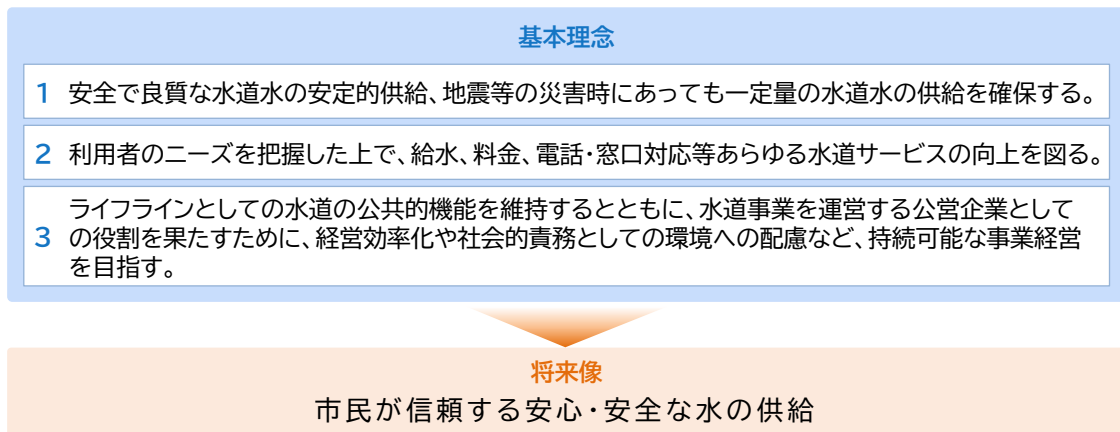 基本理念
1 安全で良質な水道水の安定的供給、地震等の災害時にあっても一定量の水道水の供給を確保する。
2 利用者のニーズを把握した上で、給水、料金、電話・窓口対応等あらゆる水道サービスの向上を図る。
3 ライフラインとしての水道の公共的機能を維持するとともに、水道事業を運営する公営企業として
の役割を果たすために、経営効率化や社会的責務としての環境への配慮など、持続可能な事業経営
を目指す。
将来像
市民が信頼する安心・安全な水の供給